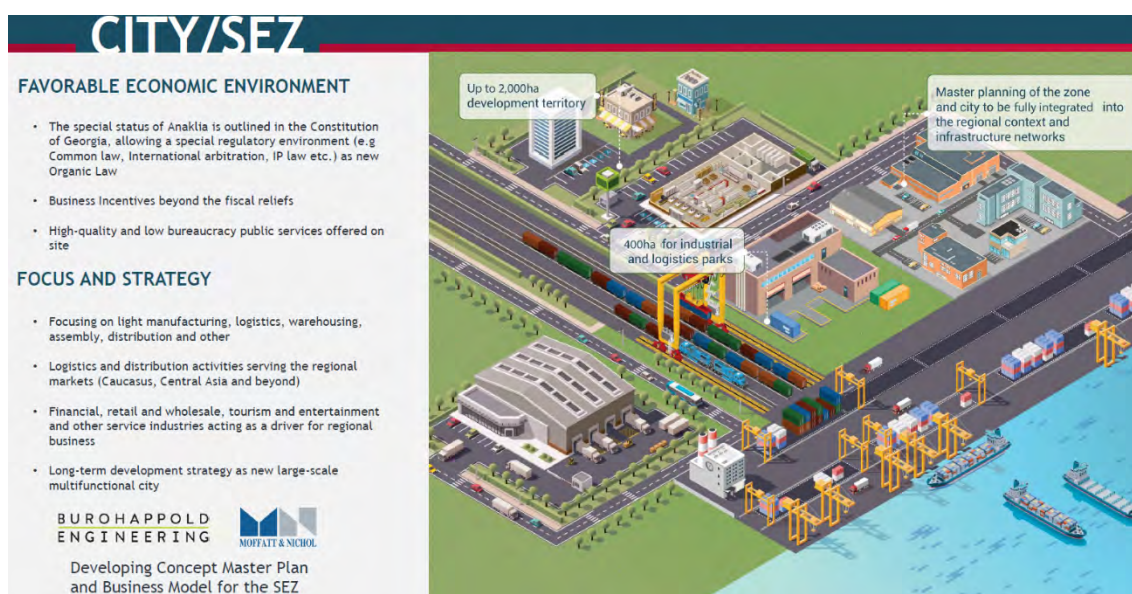 CITY/SEZ
FAVORABLE ECONOMIC ENVIRONMENT
• The special status of Anaklia is outlined in the Constitution
of Georgia, allowing a special regulatory environment (e.g
Common law, International arbitration, IP law etc.) as new
Organic Law
• Business Incentives beyond the fiscal reliefs
• High-quality and low bureaucracy public services offered on
site
FOCUS AND STRATEGY
• Focusing on light manufacturing, logistics, warehousing,
assembly, distribution and other
• Logistics and distribution activities serving the regional
markets (Caucasus, Central Asia and beyond)
• Financial, retail and wholesale, tourism and entertainment
and other service industries acting as a driver for regional
business
• Long-term development strategy as new large-scale
multifunctional city
BUROHAPPOLD
ENGINEERING
MOFFATT & NICHOL
Developing Concept Master Plan
and Business Model for the SEZ
Up to 2,000ha
development territory
Master planning of the zone
and city to be fully integrated into
the regional context and
infrastructure networks
400ha for industrial
and logistics parks